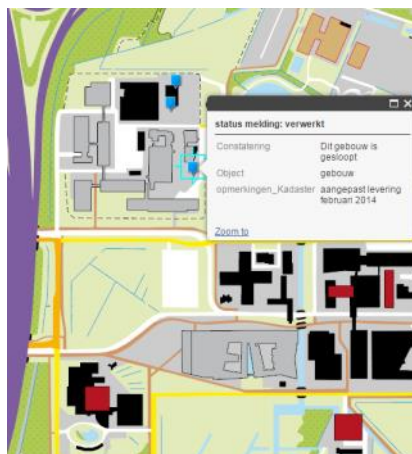 status melding: verwerkt
Constatering Dit gebouw is
gesloopt
Object gebouw
opmerkingen_Kadaster aangepast levering
februari 2014
Zoom to